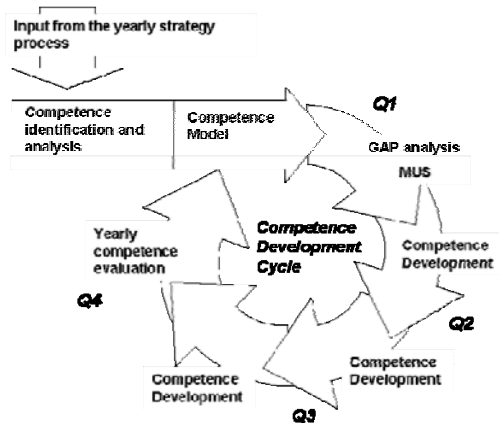 Input from the yearly strategy
process
Competence
identification and
analysis
Competence
Model
Q1
GAP analysis
MUS
Competence
Development
Cycle
Competence
Development
Q2
Competence
Development
Q3
Competence
Development
Q4
Yearly
competence
evaluation